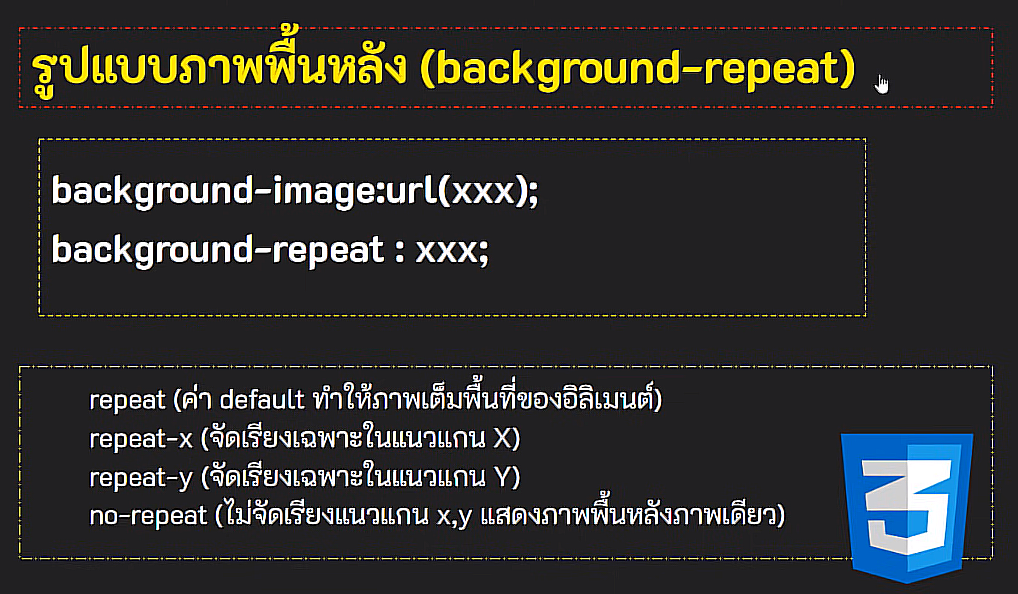 รูปแบบภาพพื้นหลัง (background-repeat)
background-image:url(xxx);
background-repeat : xxx;
repeat (ค่า default ทำให้ภาพเต็มพื้นที่ของอิลิเมนต์)
repeat-x (จัดเรียงเฉพาะในแนวแกน X)
repeat-y (จัดเรียงเฉพาะในแนวแกน Y)
no-repeat (ไม่จัดเรียงแนวแกน x,y แสดงภาพพื้นหลังภาพเดียว)
3